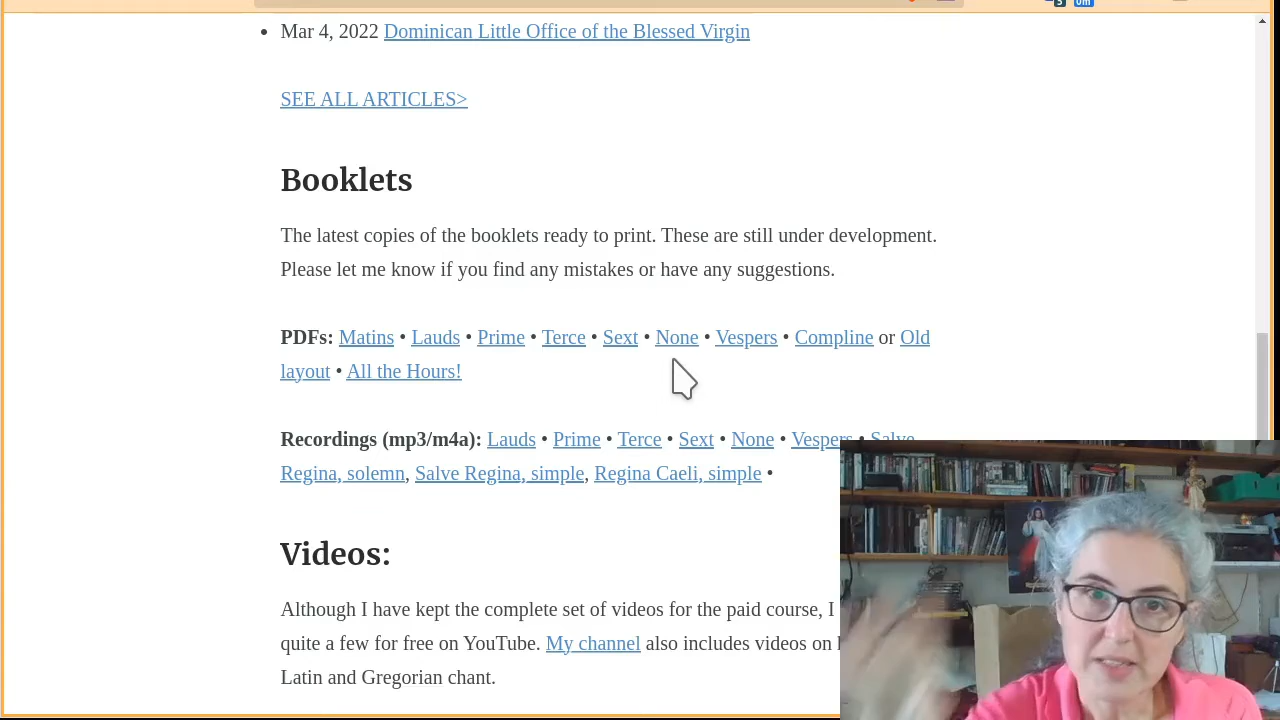 5 0m
• Mar 4, 2022 Dominican Little Office of the Blessed Virgin
SEE ALL ARTICLES>
Booklets
The latest copies of the booklets ready to print. These are still under development.
Please let me know if you find any mistakes or have any suggestions.
PDFs: Matins • Lauds • Prime • Terce • Sext • None • Vespers • Compline or Old
layout • All the Hours!
Recordings (mp3/m4a): Lauds • Prime • Terce • Sext • None • Vespers • Salve
Regina, solemn, Salve Regina, simple, Regina Caeli, simple •
Videos:
Although I have kept the complete set of videos for the paid course, I
quite a few for free on YouTube. My channel also includes videos on
Latin and Gregorian chant.